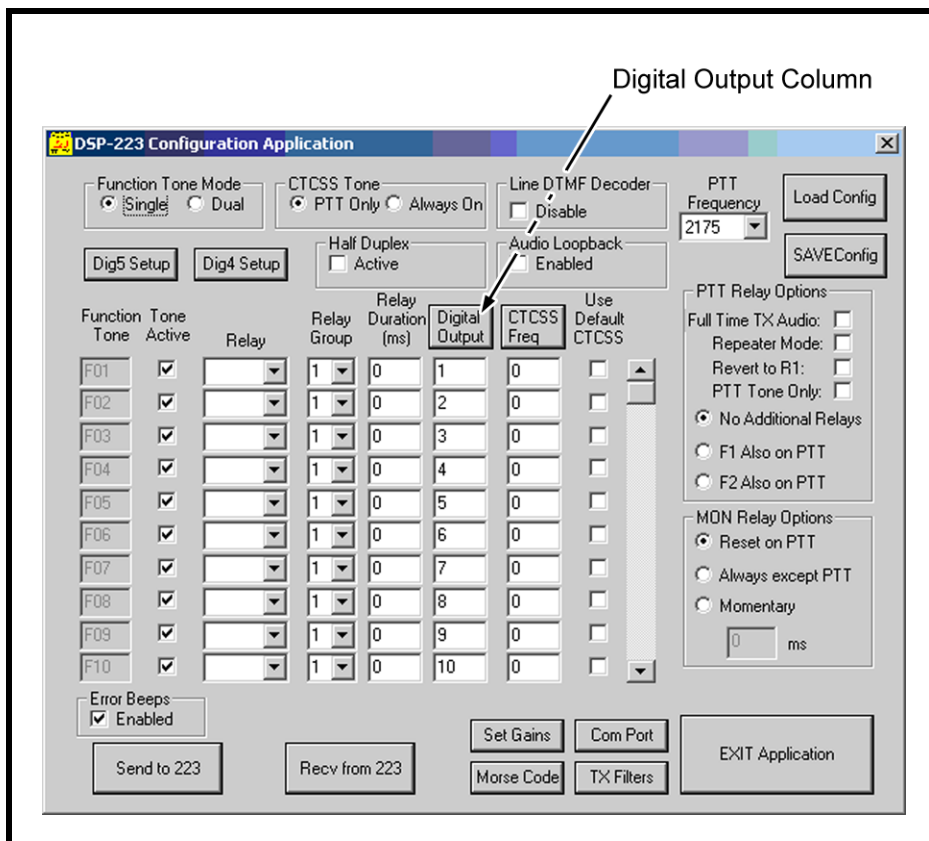 Digital Output Column
DSP-223 Configuration Application
Function Tone Mode
Single Dual
CTCSS Tone
PTT Only Always On
Line DTMF Decoder
Disable
PTT
Frequency
2175
Load Config
SAVEConfig
Dig5 Setup Dig4 Setup
Half Duplex
Active
Audio Loopback
Enabled
Function Tone
Tone Active
Relay
Relay Group
Relay Duration (ms)
Digital Output
CTCSS Freq
Use Default CTCSS
F01 1 0 1 0
F02 1 0 2 0
F03 1 0 3 0
F04 1 0 4 0
F05 1 0 5 0
F06 1 0 6 0
F07 1 0 7 0
F08 1 0 8 0
F09 1 0 9 0
F10 1 0 10 0
PTT Relay Options
Full Time TX Audio:
Repeater Mode:
Revert to R1:
PTT Tone Only:
No Additional Relays
F1 Also on PTT
F2 Also on PTT
MON Relay Options
Reset on PTT
Always except PTT
Momentary
0 ms
Error Beeps
Enabled
Send to 223
Recv from 223
Set Gains
Com Port
Morse Code
TX Filters
EXIT Application